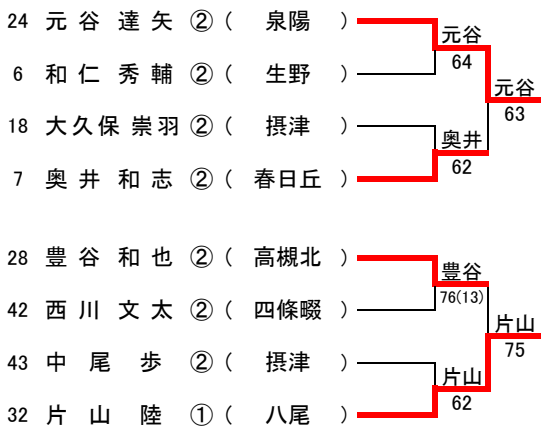 24 元谷 達矢 ② ( 泉陽 )
元谷
6 和仁 秀輔 ② ( 生野 )
64
元谷
63
18 大久保 崇羽 ② ( 摂津 )
奥井
7 奥井 和志 ② ( 春日丘 )
62
28 豊谷 和也 ② ( 高槻北 )
豊谷
42 西川 文太 ② ( 四條畷 )
76(13)
片山
75
43 中尾 歩 ② ( 摂津 )
片山
32 片山 陸 ① ( 八尾 )
62